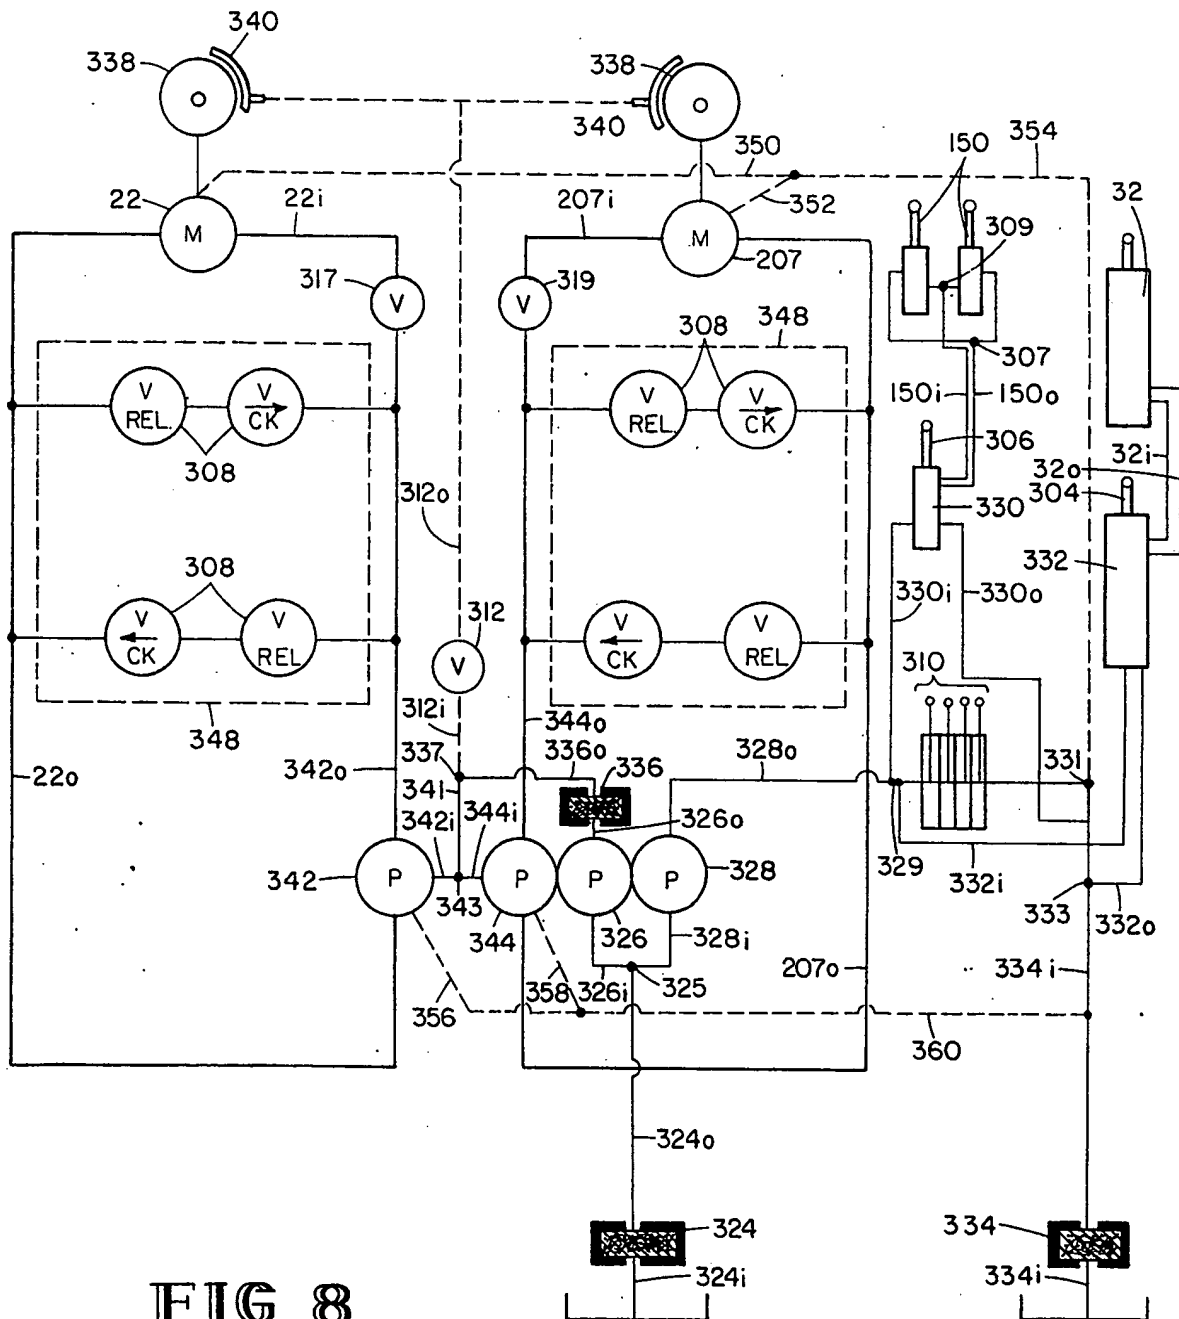 340
338
338
340
350
150
354
22
22i
207i
352
309
32
M
M
207
317
V
V
319
308
348
307
V
REL.
V
CK
V
REL.
V
CK
150i
150o
306
308
32i
32o
304
312o
330
332
308
330i
330o
V
CK
V
REL
312
V
V
CK
V
REL
310
348
312i
344o
337
336o
336
328o
331
22o
342o
341
342i
344i
326o
342
P
P
P
P
328
329
332i
343
344
326
328i
333
332o
358
326i
325
207o
334i
356
360
324o
324
334
324i
334i
FIG 8